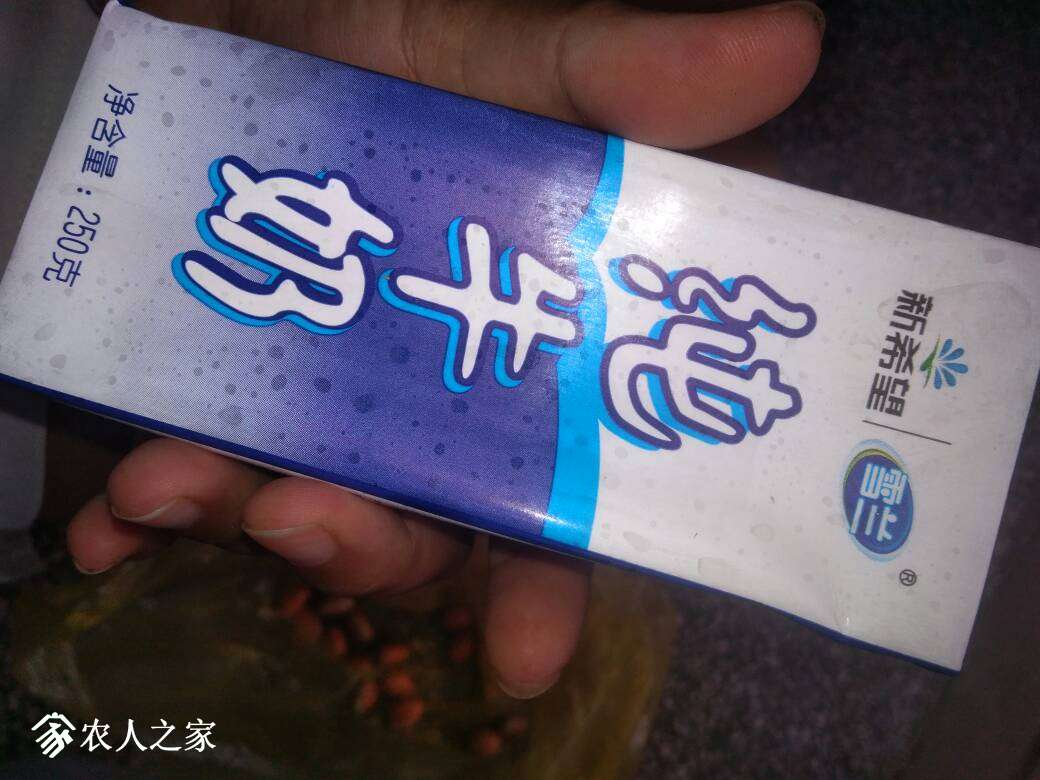 新希望
雪兰
®
纯牛奶
净含量：250克
农人之家